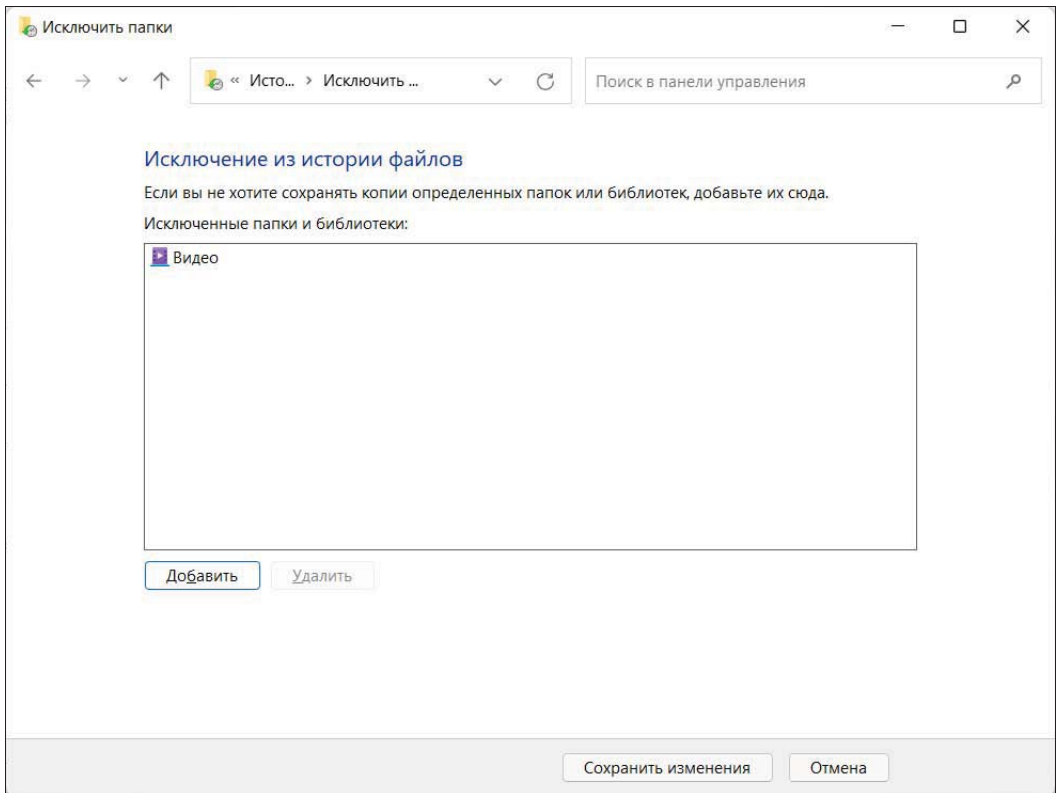 Исключить папки
« Исто... › Исключить ...
Поиск в панели управления
Исключение из истории файлов
Если вы не хотите сохранять копии определенных папок или библиотек, добавьте их сюда.
Исключенные папки и библиотеки:
Видео
Добавить
Удалить
Сохранить изменения
Отмена